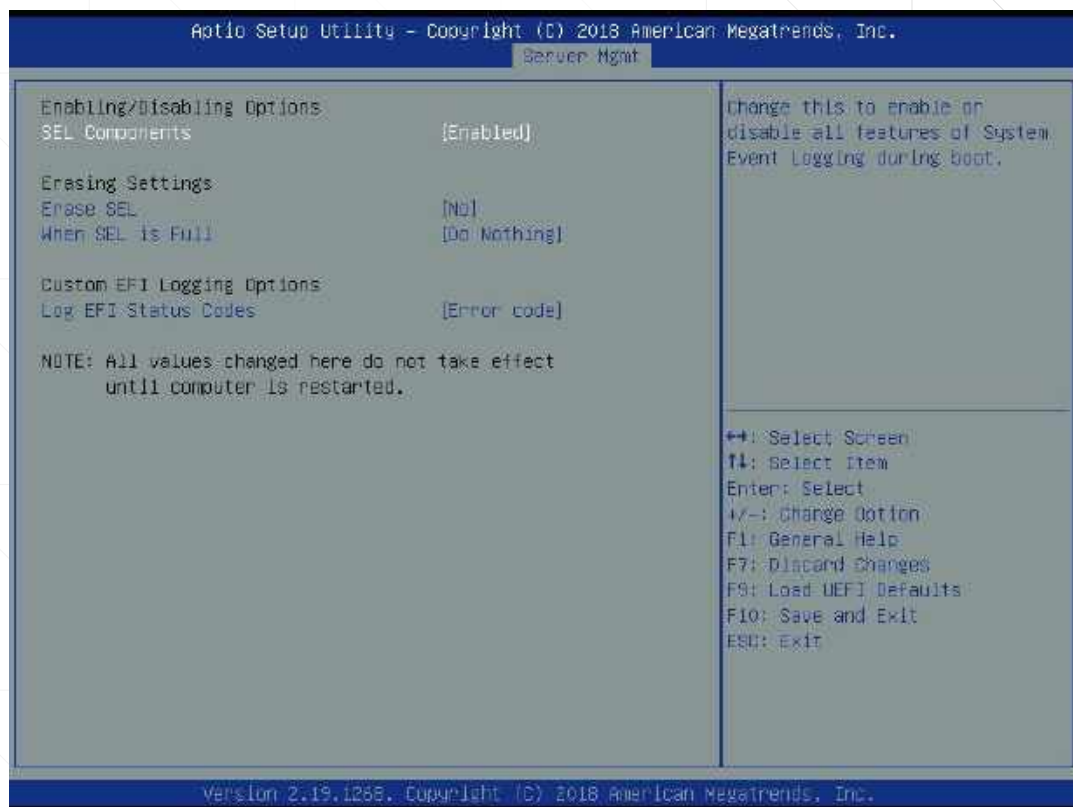 Aptio Setup Utility – Copyright (C) 2018 American Megatrends, Inc.
Server Mgmt
Enabling/Disabling Options
SEL Components [Enabled]
Erasing Settings
Erase SEL [No]
When SEL is Full [Do Nothing]
Custom EFI Logging Options
Log EFI Status Codes [Error code]
NOTE: All values changed here do not take effect
until computer is restarted.
Change this to enable or
disable all features of System
Event Logging during boot.
↔: Select Screen
↑↓: Select Item
Enter: Select
+/-: Change Option
F1: General Help
F7: Discard Changes
F9: Load UEFI Defaults
F10: Save and Exit
ESC: Exit
Version 2.19.1268. Copyright (C) 2018 American Megatrends, Inc.